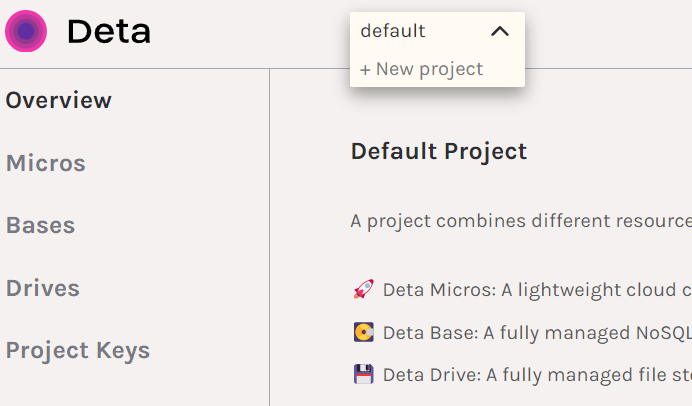 Deta
default
+ New project
Overview
Micros
Bases
Drives
Project Keys
Default Project
A project combines different resource
Deta Micros: A lightweight cloud c
Deta Base: A fully managed NoSQL
Deta Drive: A fully managed file sto